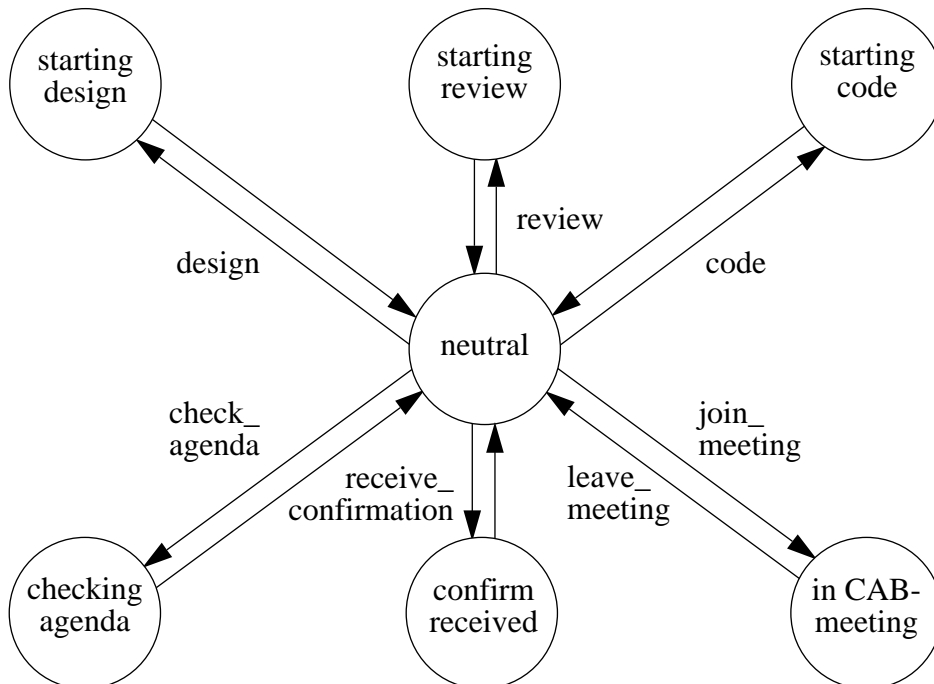 starting
design
starting
review
starting
code
review
design
code
neutral
check_
agenda
join_
meeting
receive_
confirmation
leave_
meeting
checking
agenda
confirm
received
in CAB-
meeting